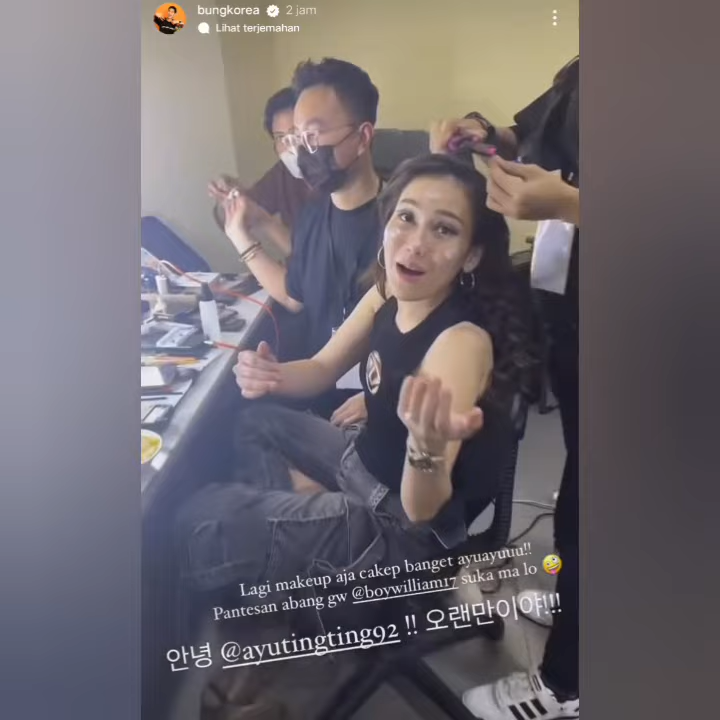 bungkorea 2 jam
Lihat terjemahan
Lagi makeup aja cakep banget ayuayuuu!!
Pantesan abang gw @boywilliam17 suka ma lo 🤪
안녕 @ayutingting92 !! 오랜만이야!!!